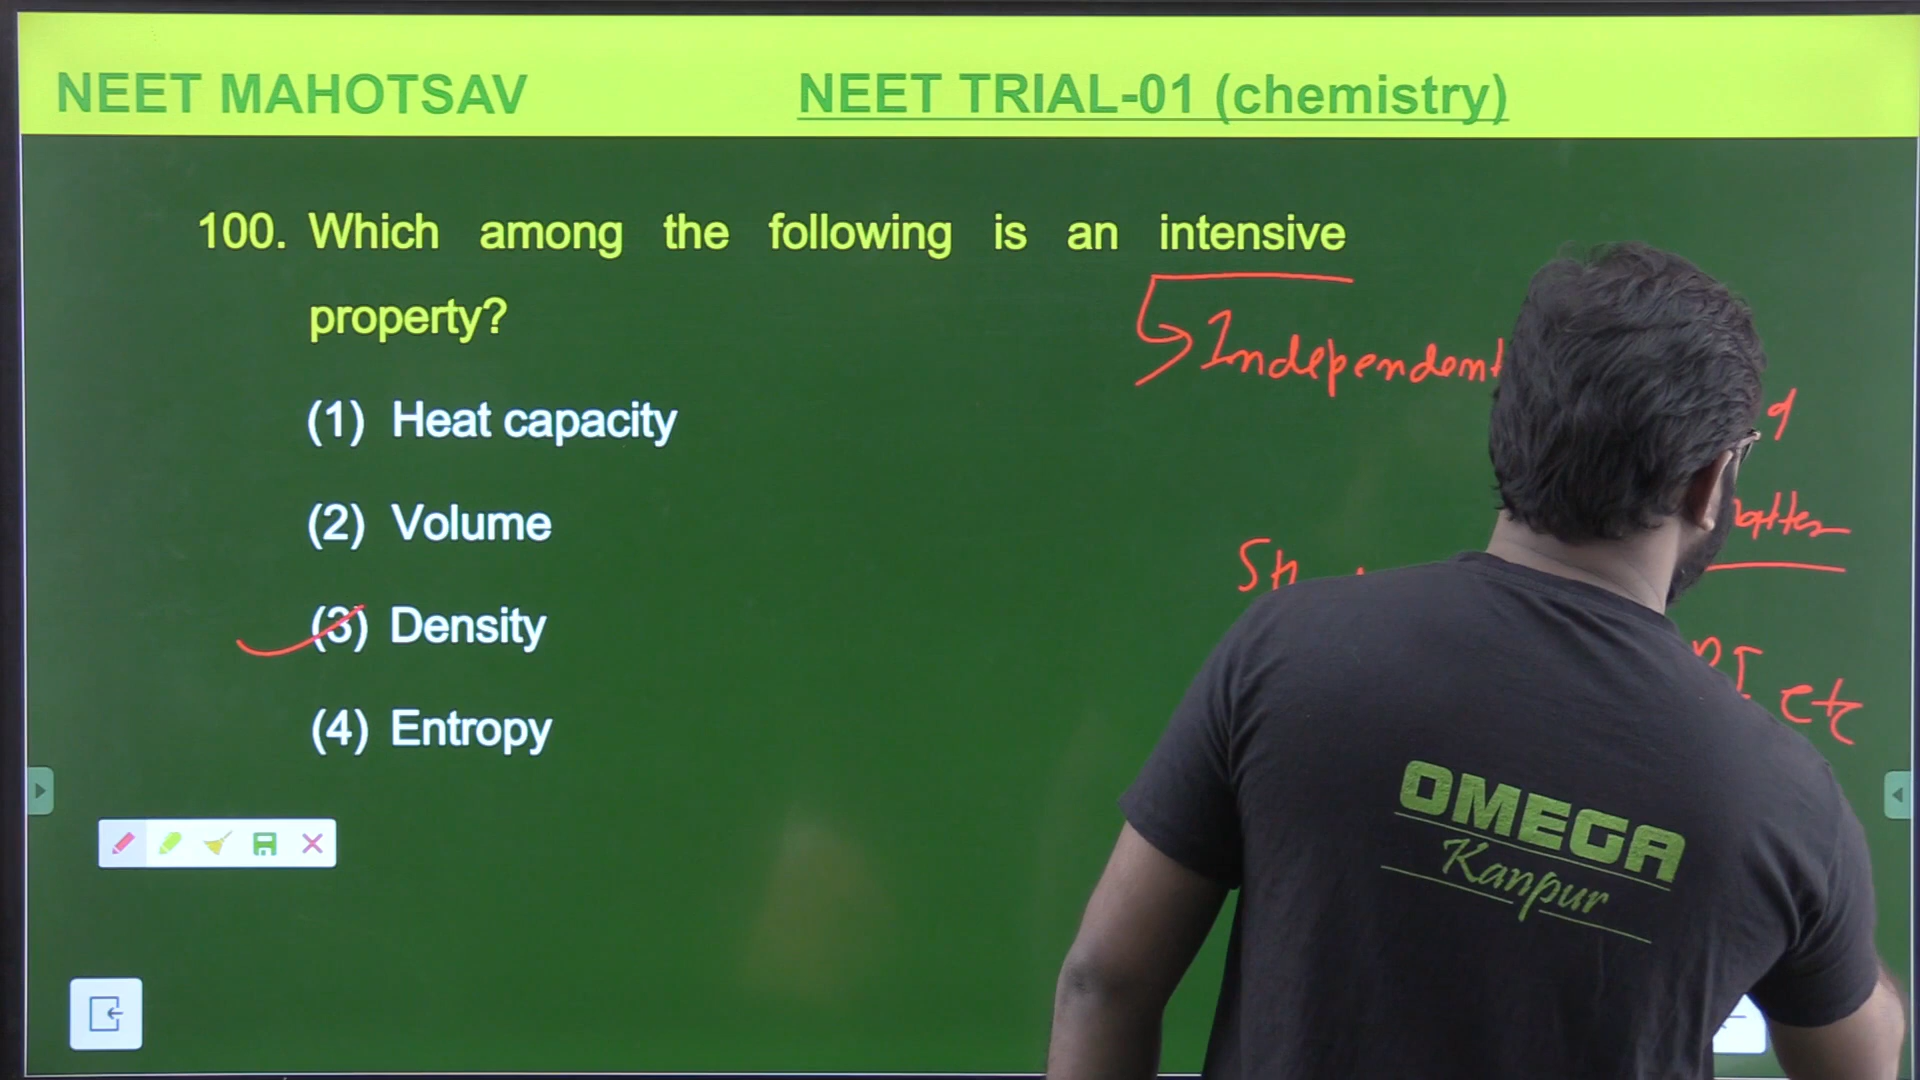 NEET MAHOTSAV
NEET TRIAL-01 (chemistry)
100. Which among the following is an intensive
property?
(1) Heat capacity
(2) Volume
(3) Density
(4) Entropy
Independent
etc
OMEGA
Kanpur